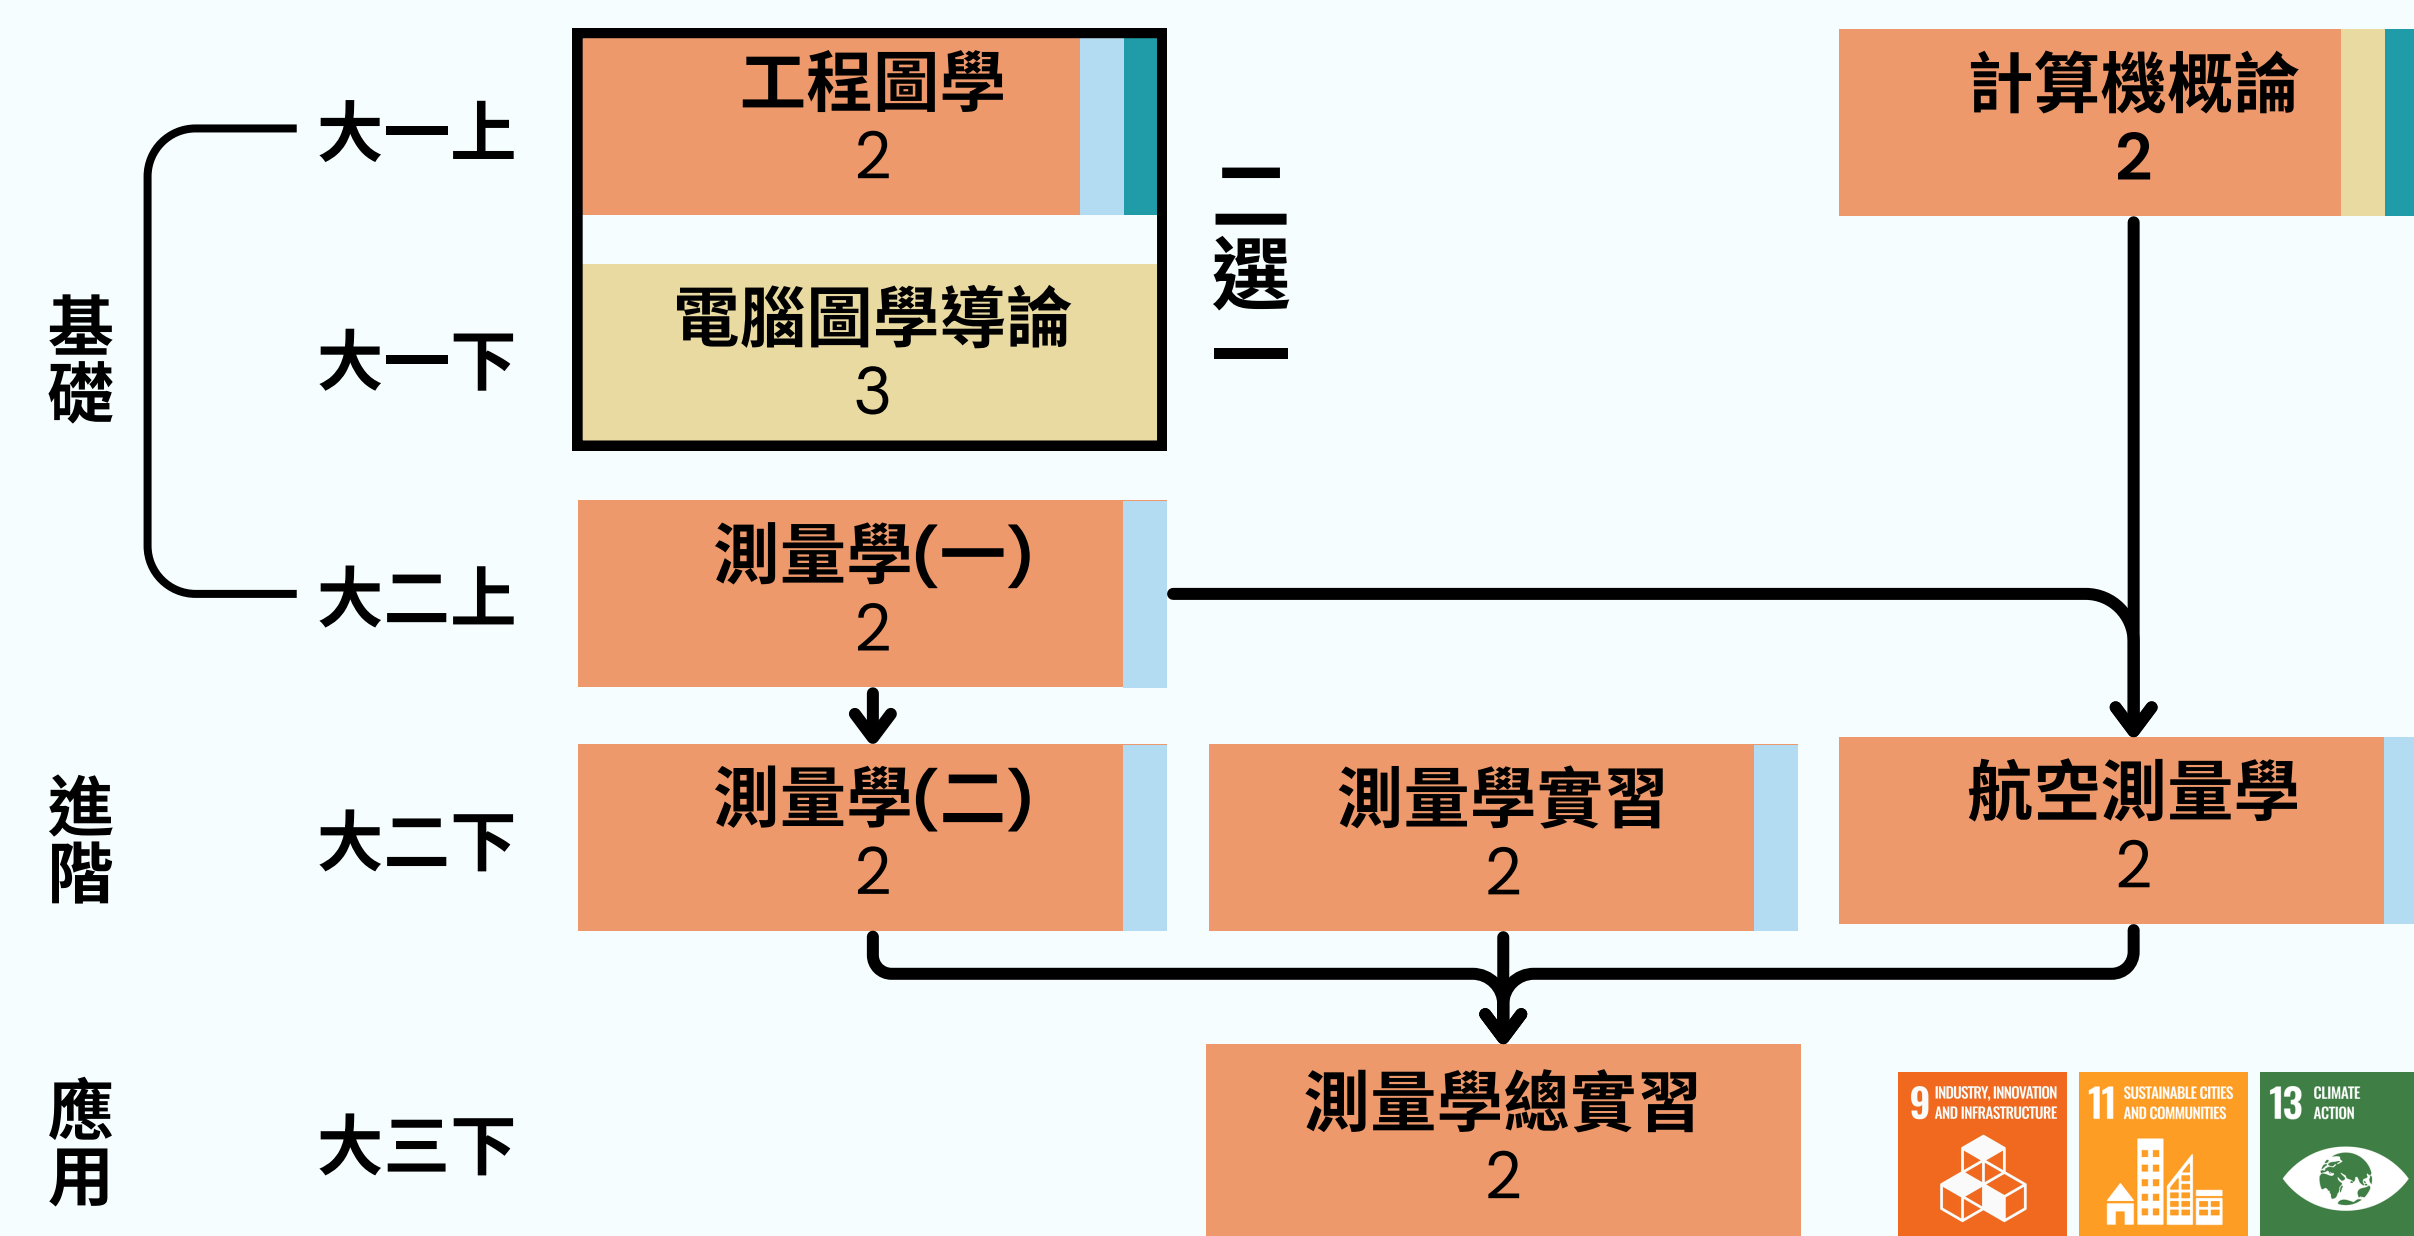 大一上
工程圖學
2
計算機概論
2
二選一
基礎
大一下
電腦圖學導論
3
大二上
測量學(一)
2
進階
大二下
測量學(二)
2
測量學實習
2
航空測量學
2
應用
大三下
測量學總實習
2
9 INDUSTRY, INNOVATION
AND INFRASTRUCTURE
11 SUSTAINABLE CITIES
AND COMMUNITIES
13 CLIMATE
ACTION